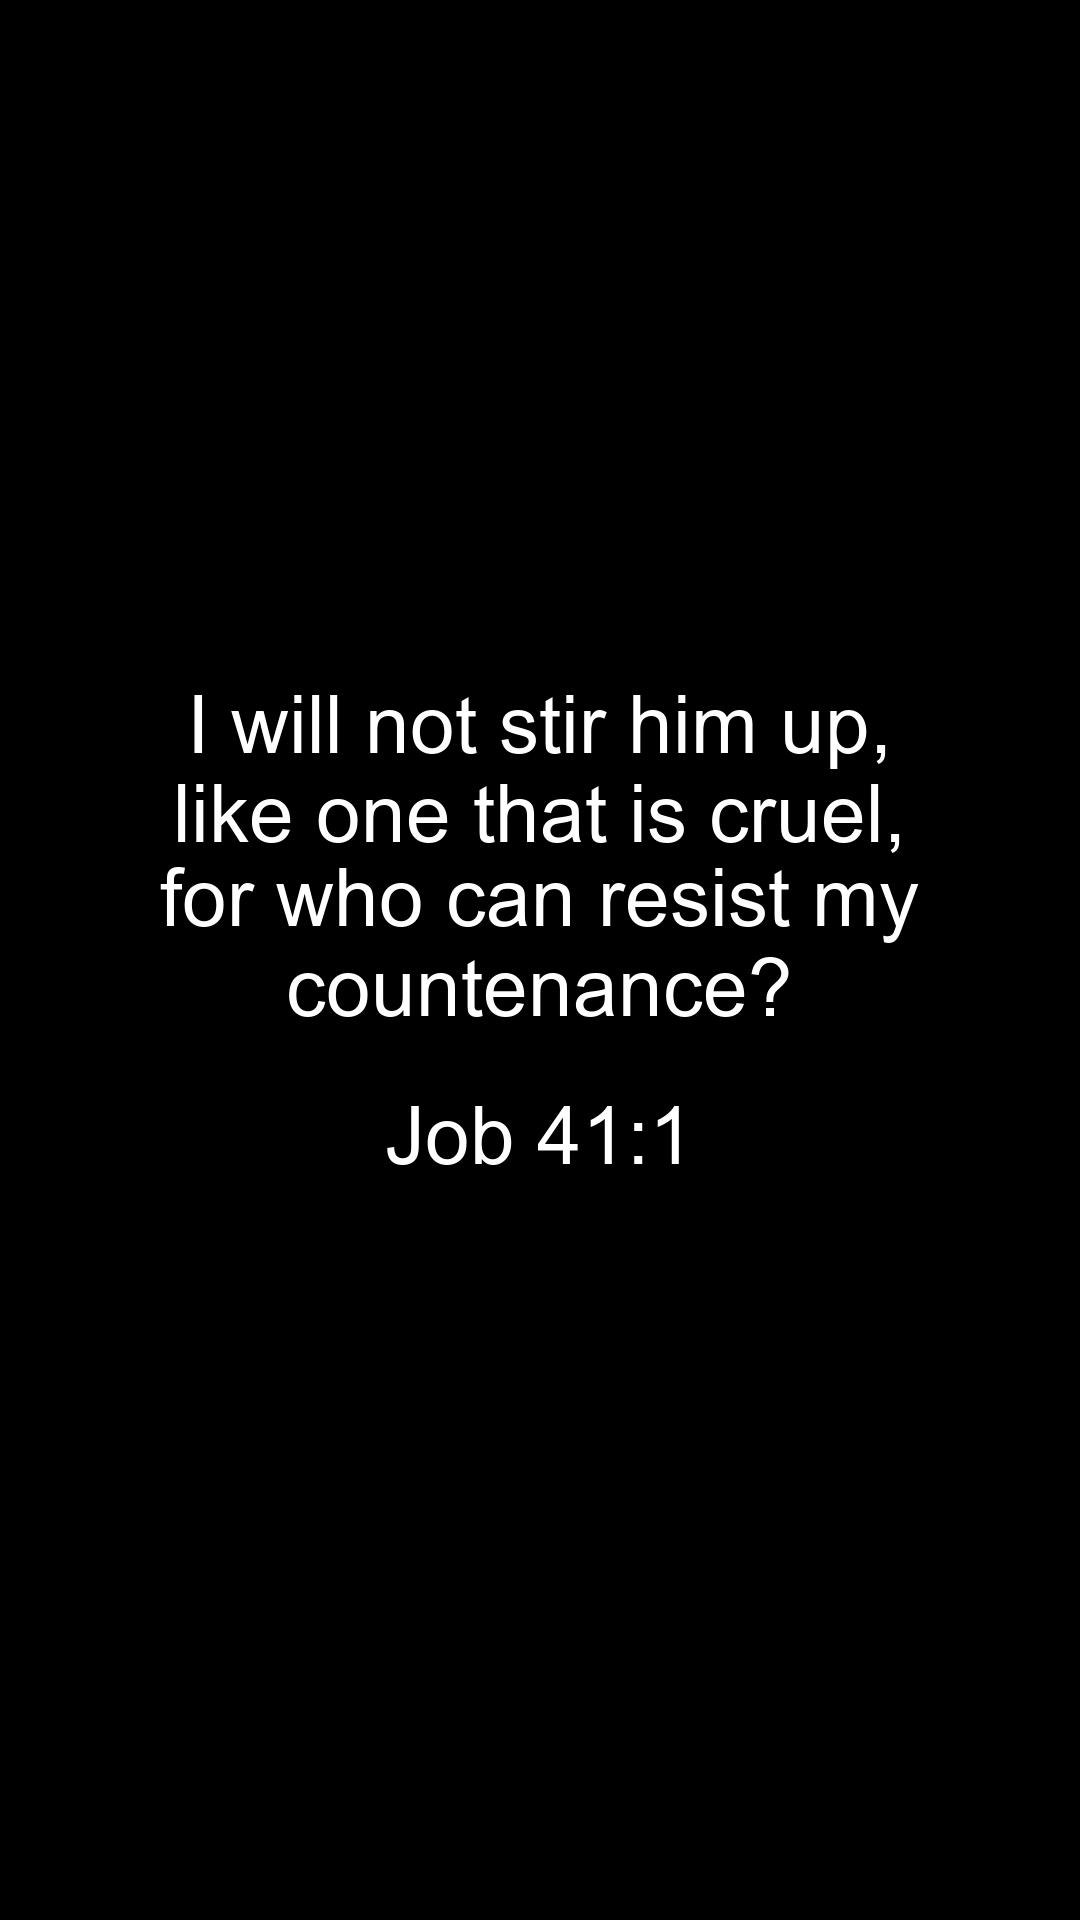 I will not stir him up,
like one that is cruel,
for who can resist my
countenance?
Job 41:1